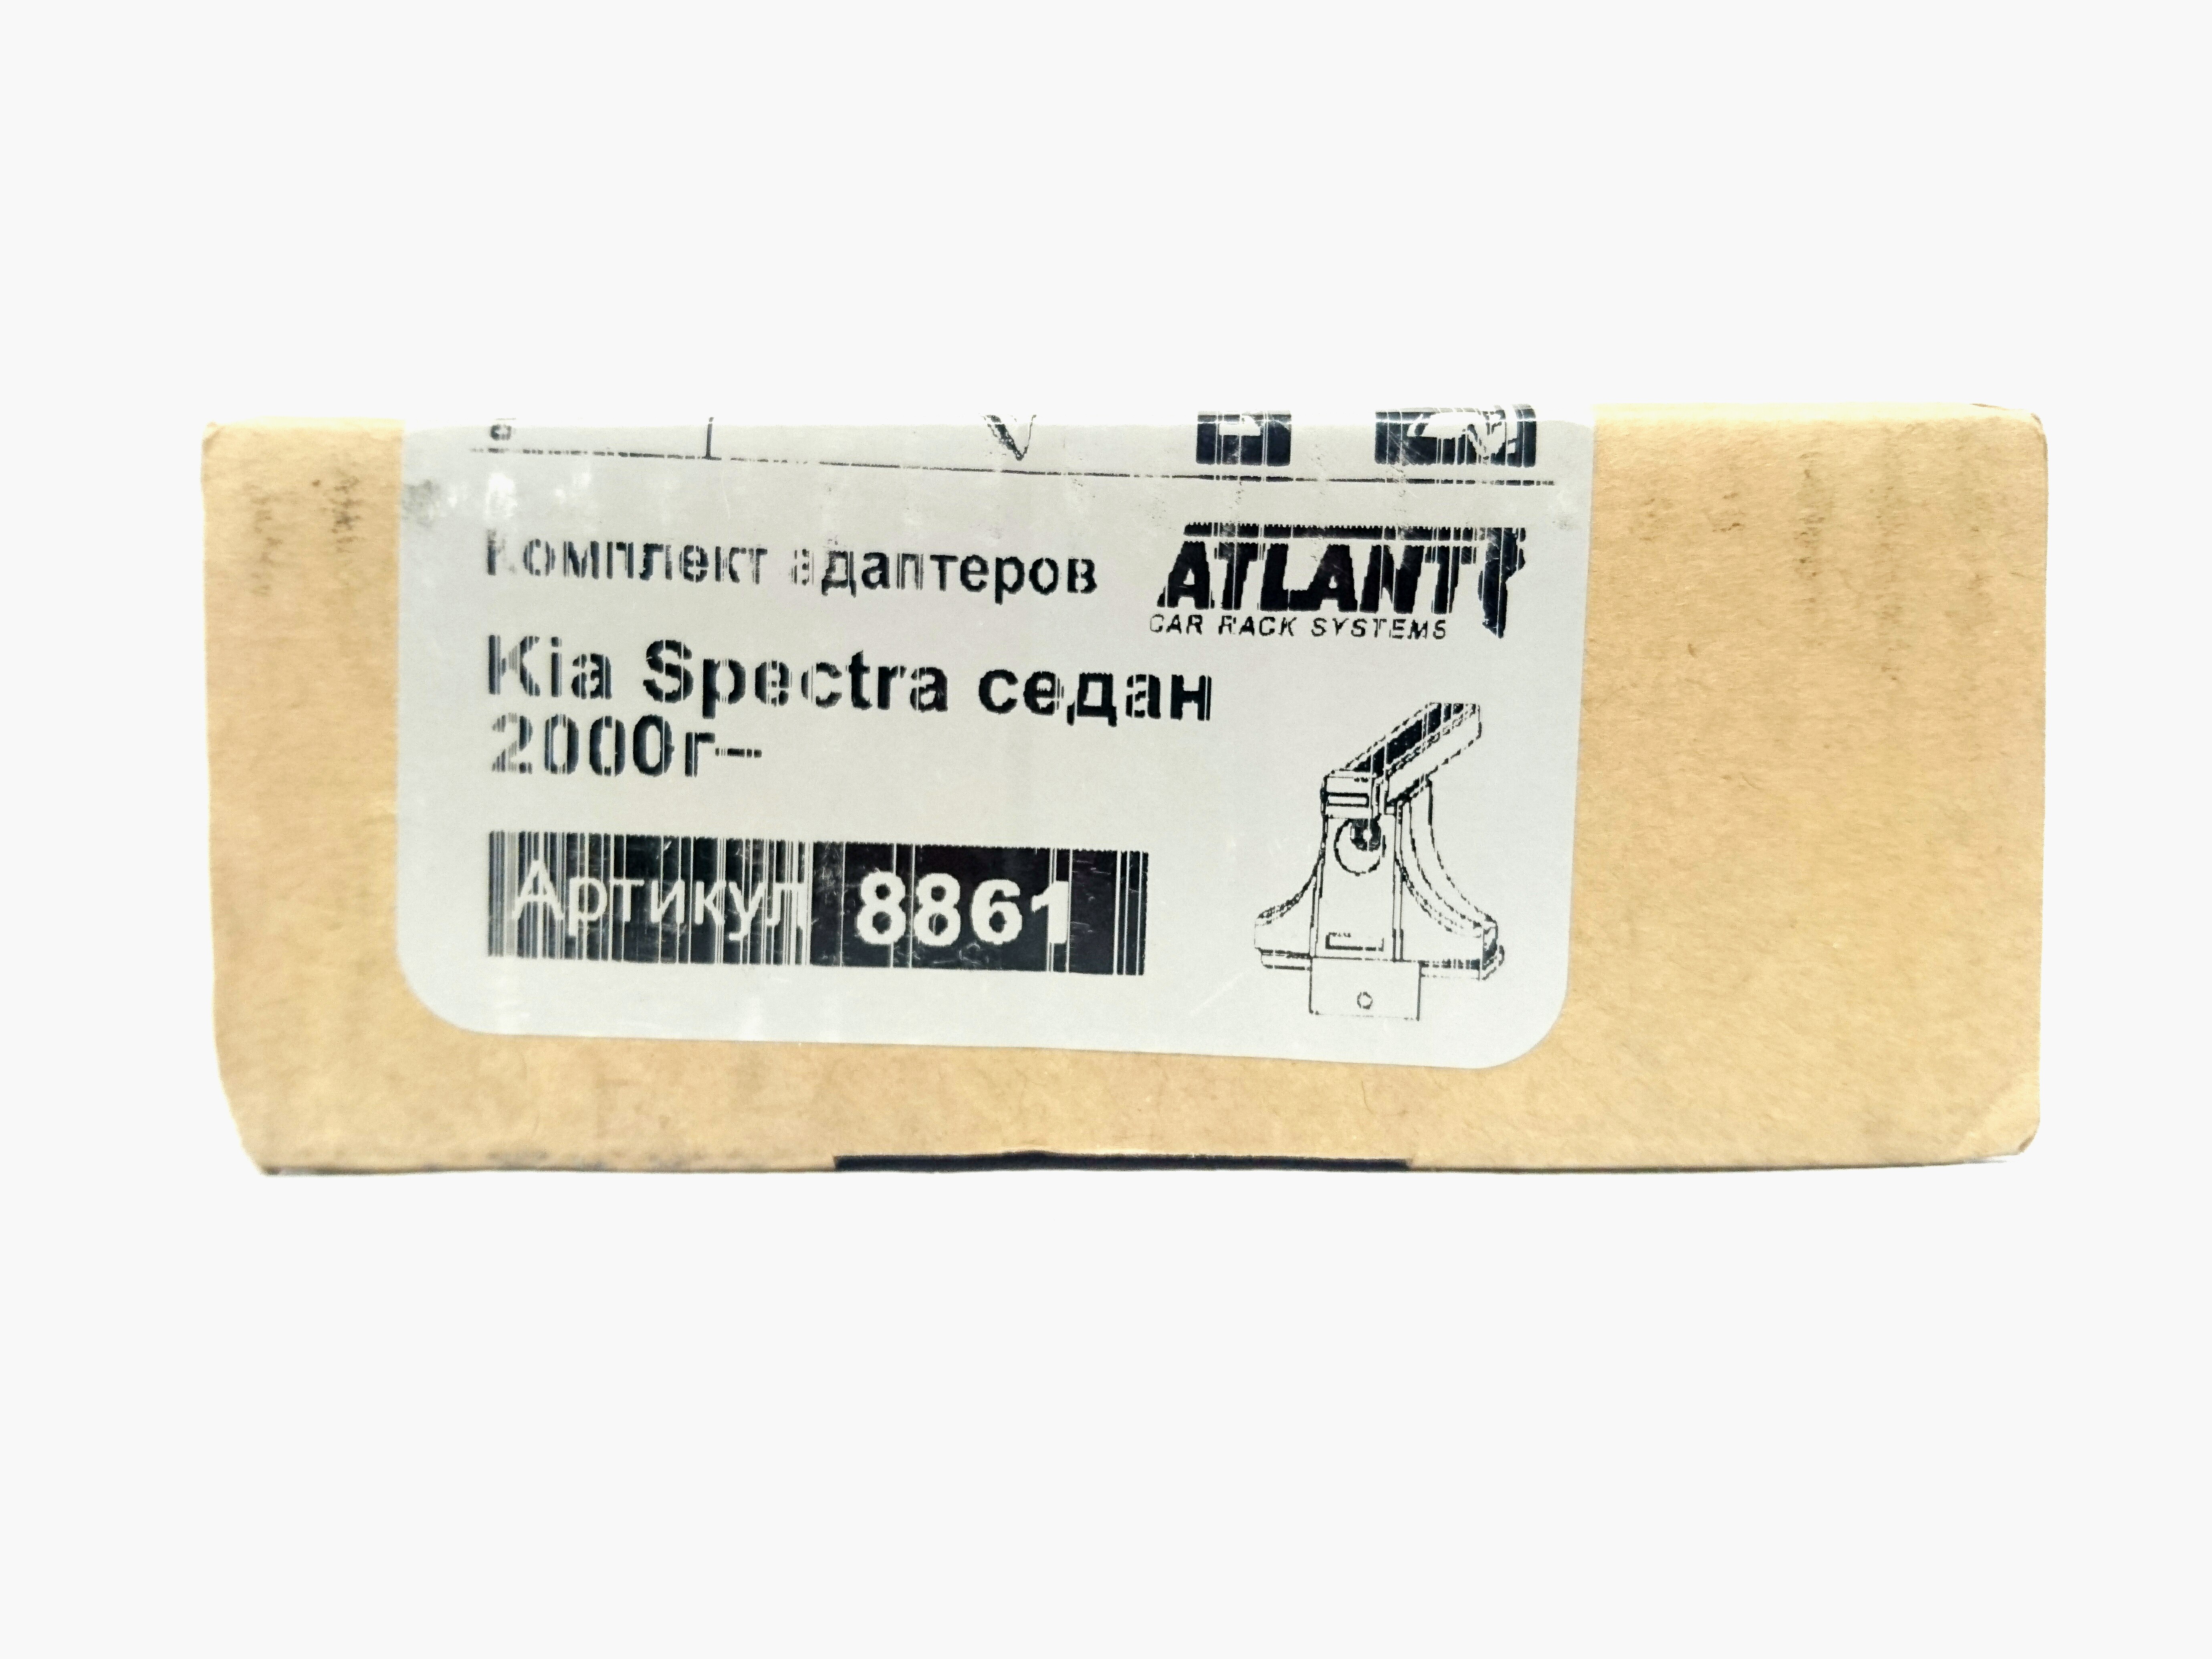 Комплект адаптеров
ATLANT
CAR RACK SYSTEMS
Kia Spectra седан
2000г–
Артикул 8861